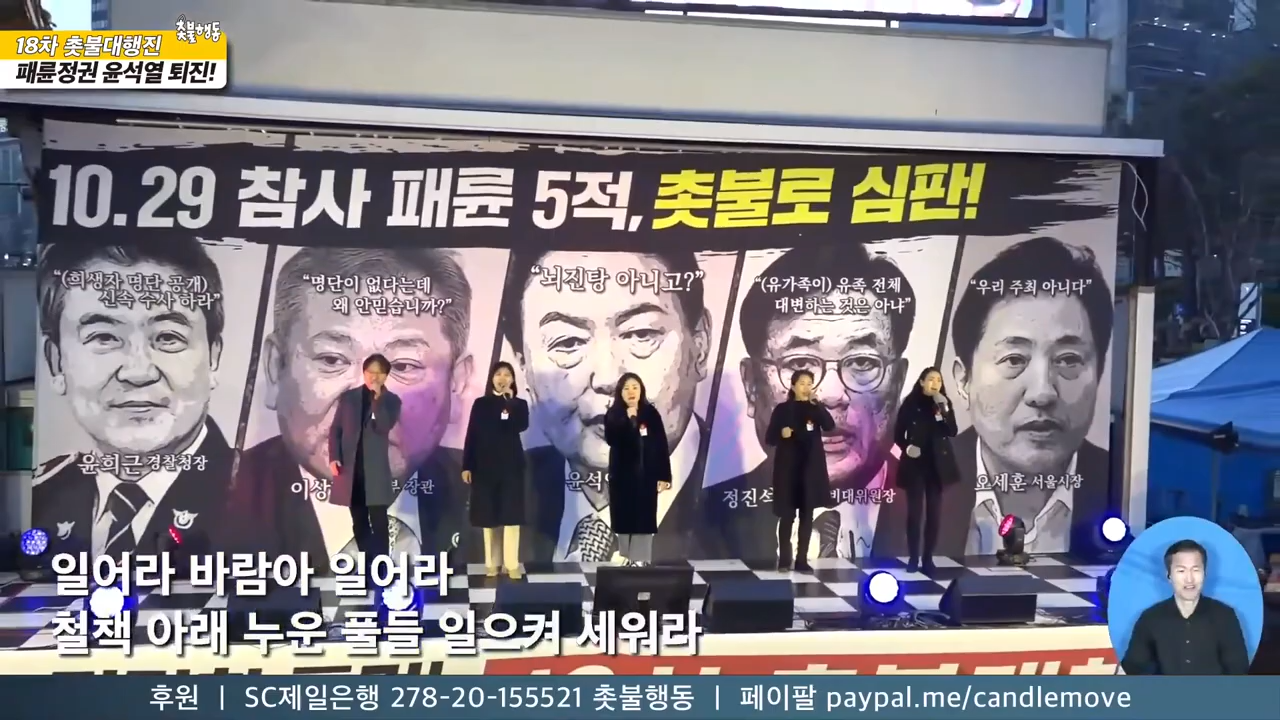 18차 촛불대행진
촛불행동
패륜정권 윤석열 퇴진!
10.29 참사 패륜 5적, 촛불로 심판!
“(희생자 명단 공개)
신속 수사 하라”
“명단이 없다는데
왜 안믿습니까?”
“뇌진탕 아니고?”
“(유가족이) 유족 전체
대변하는 것은 아냐”
“우리 주최 아니다”
윤희근 경찰청장
이상 장관
윤석
정진석 비대위원장
오세훈 서울시장
일어라 바람아 일어라
철책 아래 누운 풀들 일으켜 세워라
후원 | SC제일은행 278-20-155521 촛불행동 | 페이팔 paypal.me/candlemove